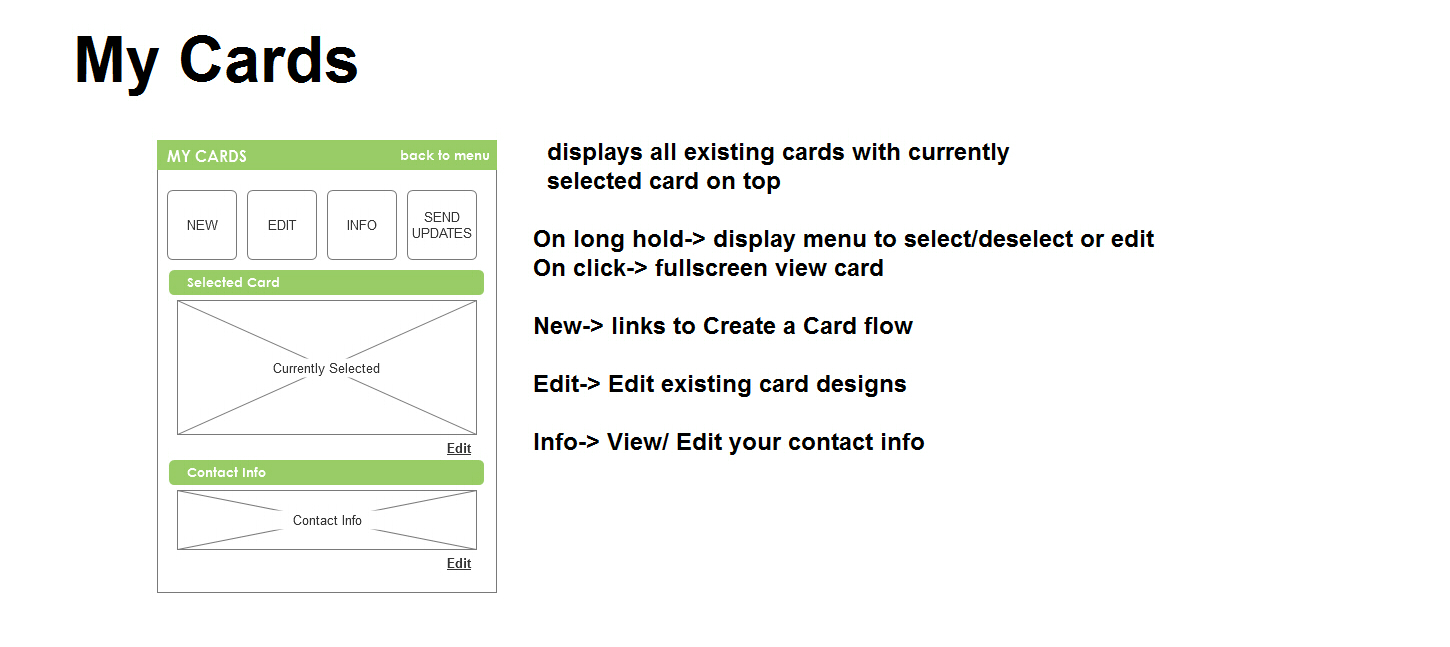 My Cards
MY CARDS
back to menu
NEW
EDIT
INFO
SEND
UPDATES
Selected Card
Currently Selected
Edit
Contact Info
Contact Info
Edit
displays all existing cards with currently
selected card on top
On long hold-> display menu to select/deselect or edit
On click-> fullscreen view card
New-> links to Create a Card flow
Edit-> Edit existing card designs
Info-> View/ Edit your contact info